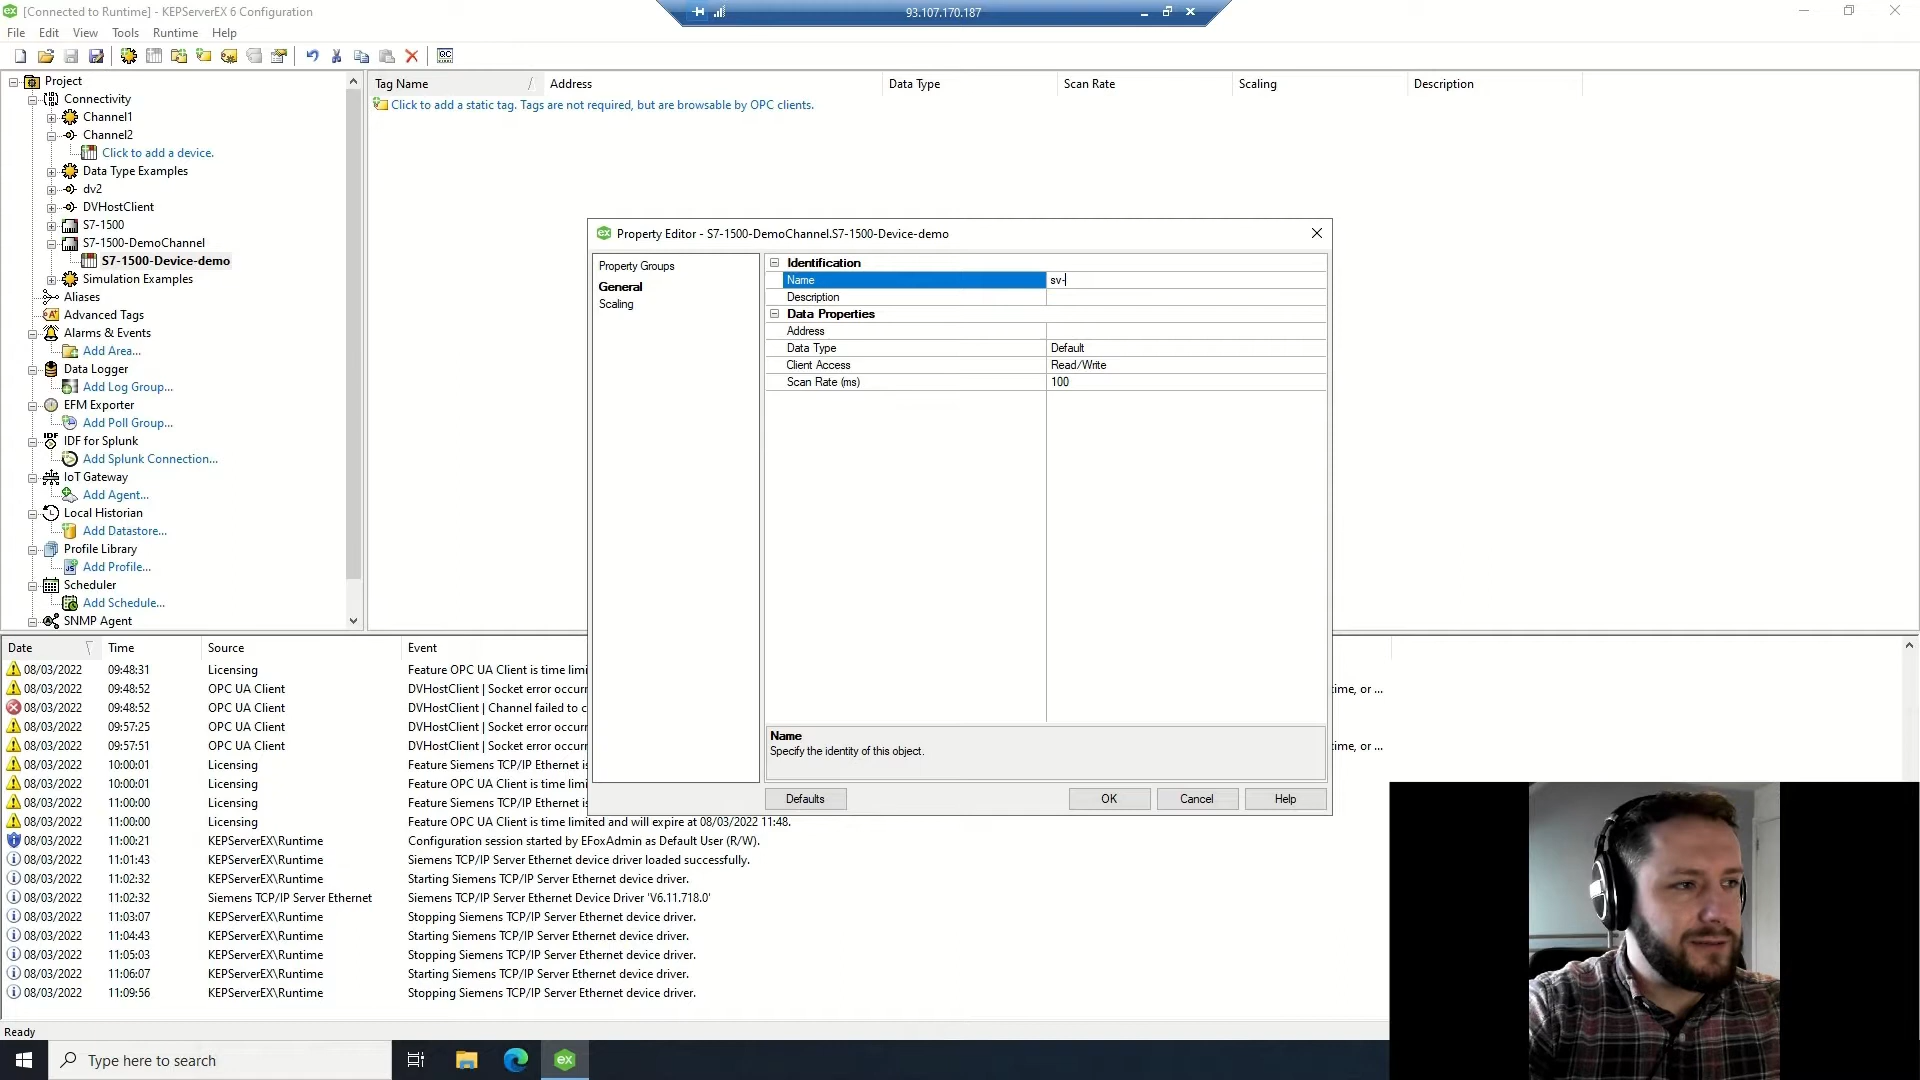 [Connected to Runtime] - KEPServerEX 6 Configuration
93.107.170.187
File Edit View Tools Runtime Help
QC
Project
Connectivity
Channel1
Channel2
Click to add a device.
Data Type Examples
dv2
DVHostClient
S7-1500
S7-1500-DemoChannel
S7-1500-Device-demo
Simulation Examples
Aliases
Advanced Tags
Alarms & Events
Add Area...
Data Logger
Add Log Group...
EFM Exporter
Add Poll Group...
IDF for Splunk
Add Splunk Connection...
IoT Gateway
Add Agent...
Local Historian
Add Datastore...
Profile Library
Add Profile...
Scheduler
Add Schedule...
SNMP Agent
Tag Name Address Data Type Scan Rate Scaling Description
Click to add a static tag. Tags are not required, but are browsable by OPC clients.
Property Editor - S7-1500-DemoChannel.S7-1500-Device-demo
Property Groups
General
Scaling
Identification
Name sv-
Description
Data Properties
Address
Data Type Default
Client Access Read/Write
Scan Rate (ms) 100
Name
Specify the identity of this object.
Defaults OK Cancel Help
Date Time Source Event
08/03/2022 09:48:31 Licensing Feature OPC UA Client is time limi
08/03/2022 09:48:52 OPC UA Client DVHostClient | Socket error occurr ime, or ...
08/03/2022 09:48:52 OPC UA Client DVHostClient | Channel failed to c
08/03/2022 09:57:25 OPC UA Client DVHostClient | Socket error occurr
08/03/2022 09:57:51 OPC UA Client DVHostClient | Socket error occurr ime, or ...
08/03/2022 10:00:01 Licensing Feature Siemens TCP/IP Ethernet is
08/03/2022 10:00:01 Licensing Feature OPC UA Client is time limi
08/03/2022 11:00:00 Licensing Feature Siemens TCP/IP Ethernet is
08/03/2022 11:00:00 Licensing Feature OPC UA Client is time limited and will expire at 08/03/2022 11:48.
08/03/2022 11:00:21 KEPServerEX\Runtime Configuration session started by EFoxAdmin as Default User (R/W).
08/03/2022 11:01:43 KEPServerEX\Runtime Siemens TCP/IP Server Ethernet device driver loaded successfully.
08/03/2022 11:02:32 KEPServerEX\Runtime Starting Siemens TCP/IP Server Ethernet device driver.
08/03/2022 11:02:32 Siemens TCP/IP Server Ethernet Siemens TCP/IP Server Ethernet Device Driver 'V6.11.718.0'
08/03/2022 11:03:07 KEPServerEX\Runtime Stopping Siemens TCP/IP Server Ethernet device driver.
08/03/2022 11:04:43 KEPServerEX\Runtime Starting Siemens TCP/IP Server Ethernet device driver.
08/03/2022 11:05:03 KEPServerEX\Runtime Stopping Siemens TCP/IP Server Ethernet device driver.
08/03/2022 11:06:07 KEPServerEX\Runtime Starting Siemens TCP/IP Server Ethernet device driver.
08/03/2022 11:09:56 KEPServerEX\Runtime Stopping Siemens TCP/IP Server Ethernet device driver.
Ready
Type here to search
ex